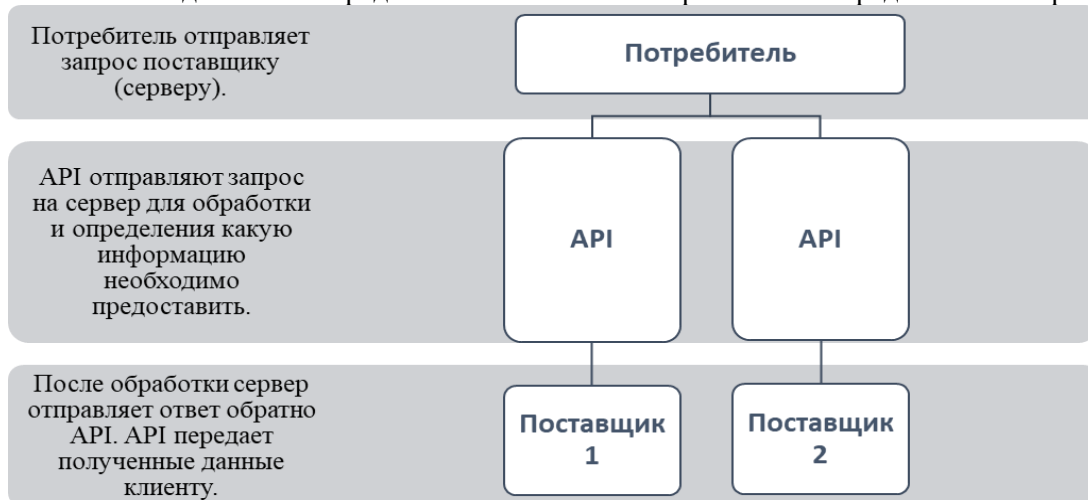 Потребитель отправляет
запрос поставщику
(серверу).
Потребитель
API отправляют запрос
на сервер для обработки
и определения какую
информацию
необходимо
предоставить.
API
API
После обработки сервер
отправляет ответ обратно
API. API передает
полученные данные
клиенту.
Поставщик
1
Поставщик
2